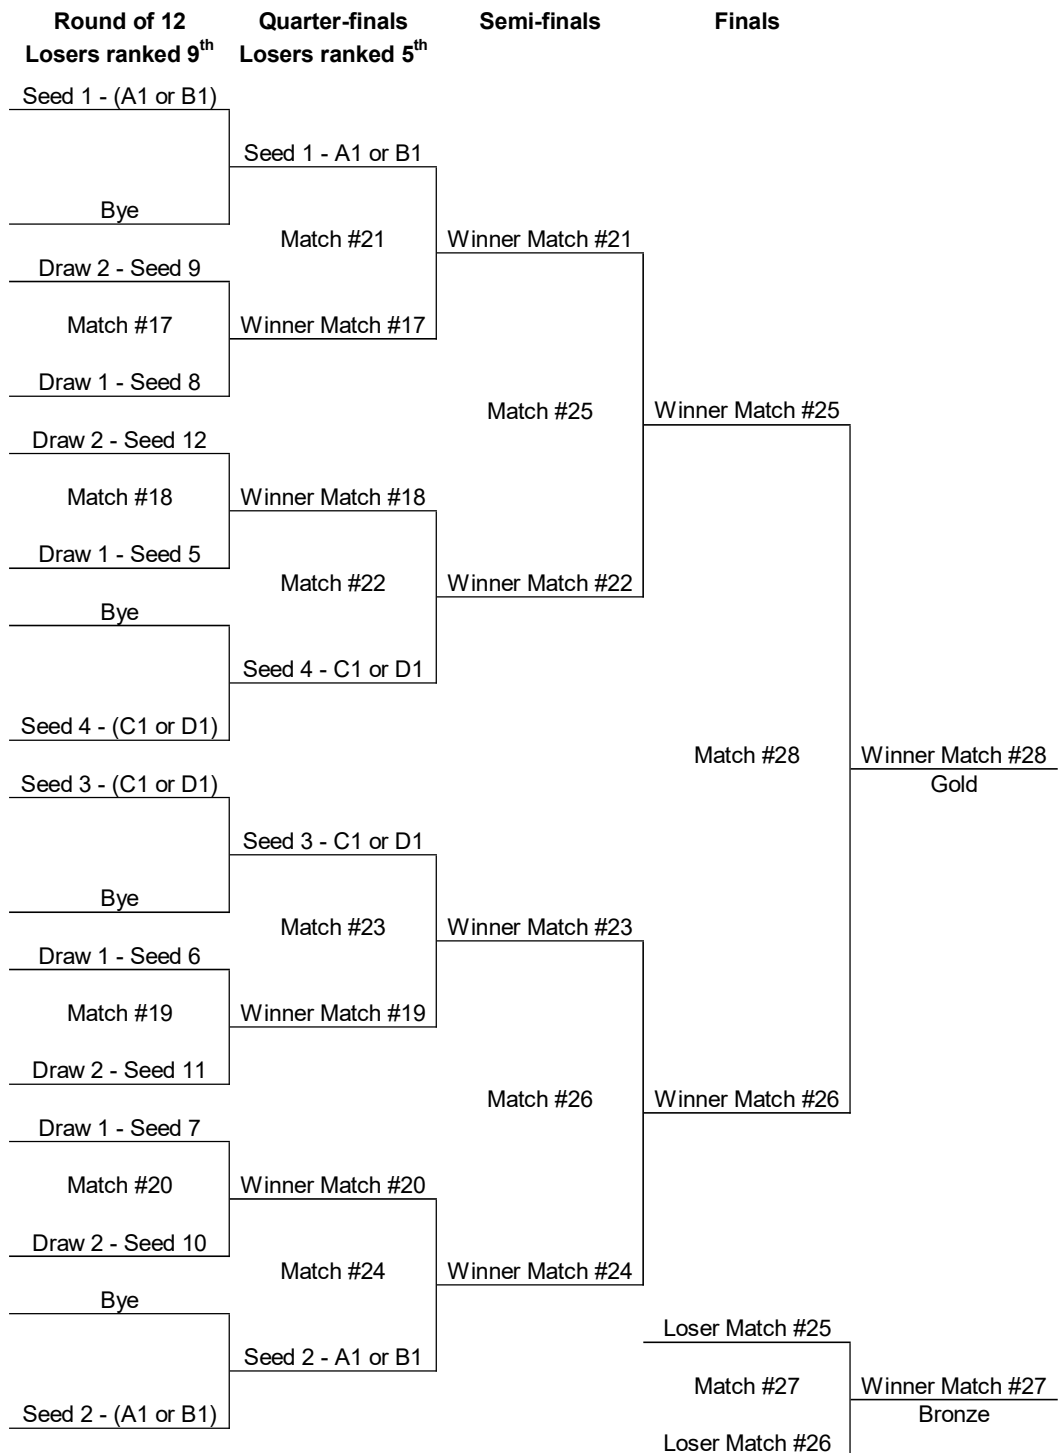 Round of 12
Losers ranked 9th
Quarter-finals
Losers ranked 5th
Semi-finals
Finals
Seed 1 - (A1 or B1)
Seed 1 - A1 or B1
Bye
Match #21
Winner Match #21
Draw 2 - Seed 9
Match #17
Winner Match #17
Draw 1 - Seed 8
Match #25
Winner Match #25
Draw 2 - Seed 12
Match #18
Winner Match #18
Draw 1 - Seed 5
Match #22
Winner Match #22
Bye
Seed 4 - C1 or D1
Seed 4 - (C1 or D1)
Match #28
Winner Match #28
Gold
Seed 3 - (C1 or D1)
Seed 3 - C1 or D1
Bye
Match #23
Winner Match #23
Draw 1 - Seed 6
Match #19
Winner Match #19
Draw 2 - Seed 11
Match #26
Winner Match #26
Draw 1 - Seed 7
Match #20
Winner Match #20
Draw 2 - Seed 10
Match #24
Winner Match #24
Bye
Loser Match #25
Seed 2 - A1 or B1
Match #27
Winner Match #27
Bronze
Seed 2 - (A1 or B1)
Loser Match #26